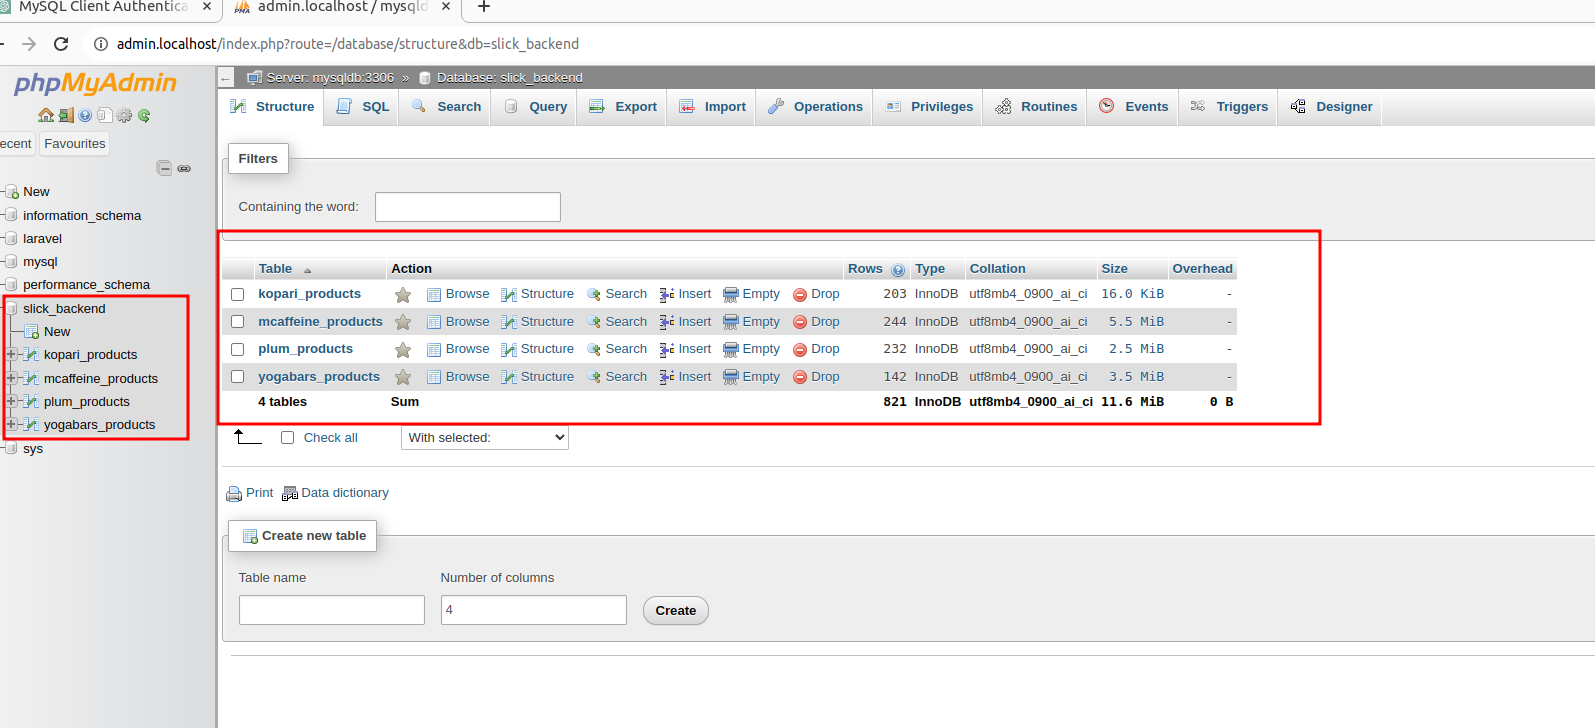 MySQL Client Authentica
admin.localhost / mysqld
admin.localhost/index.php?route=/database/structure&db=slick_backend
phpMyAdmin
ecent Favourites
New
information_schema
laravel
mysql
performance_schema
slick_backend
New
kopari_products
mcaffeine_products
plum_products
yogabars_products
sys
Server: mysqldb:3306 » Database: slick_backend
Structure SQL Search Query Export Import Operations Privileges Routines Events Triggers Designer
Filters
Containing the word:
Table Action Rows Type Collation Size Overhead
kopari_products Browse Structure Search Insert Empty Drop 203 InnoDB utf8mb4_0900_ai_ci 16.0 KiB -
mcaffeine_products Browse Structure Search Insert Empty Drop 244 InnoDB utf8mb4_0900_ai_ci 5.5 MiB -
plum_products Browse Structure Search Insert Empty Drop 232 InnoDB utf8mb4_0900_ai_ci 2.5 MiB -
yogabars_products Browse Structure Search Insert Empty Drop 142 InnoDB utf8mb4_0900_ai_ci 3.5 MiB -
4 tables Sum 821 InnoDB utf8mb4_0900_ai_ci 11.6 MiB 0 B
Check all With selected:
Print Data dictionary
Create new table
Table name Number of columns
4 Create